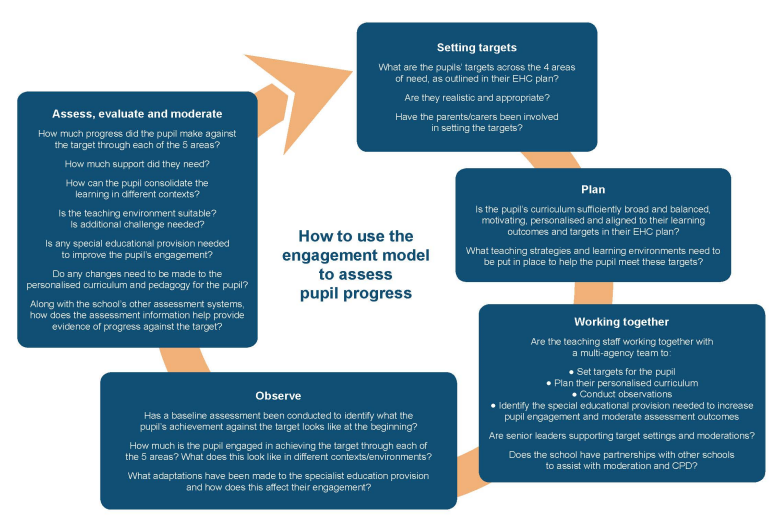 Setting targets
What are the pupils' targets across the 4 areas
of need, as outlined in their EHC plan?
Are they realistic and appropriate?
Have the parents/carers been involved
in setting the targets?
Plan
Is the pupil's curriculum sufficiently broad and balanced,
motivating, personalised and aligned to their learning
outcomes and targets in their EHC plan?
What teaching strategies and learning environments need to
be put in place to help the pupil meet these targets?
Working together
Are the teaching staff working together with
a multi-agency team to:
● Set targets for the pupil
● Plan their personalised curriculum
● Conduct observations
● Identify the special educational provision needed to increase
pupil engagement and moderate assessment outcomes
Are senior leaders supporting target settings and moderations?
Does the school have partnerships with other schools
to assist with moderation and CPD?
Observe
Has a baseline assessment been conducted to identify what the
pupil's achievement against the target looks like at the beginning?
How much is the pupil engaged in achieving the target through each of
the 5 areas? What does this look like in different contexts/environments?
What adaptations have been made to the specialist education provision
and how does this affect their engagement?
Assess, evaluate and moderate
How much progress did the pupil make against
the target through each of the 5 areas?
How much support did they need?
How can the pupil consolidate the
learning in different contexts?
Is the teaching environment suitable?
Is additional challenge needed?
Is any special educational provision needed
to improve the pupil's engagement?
Do any changes need to be made to the
personalised curriculum and pedagogy for the pupil?
Along with the school's other assessment systems,
how does the assessment information help provide
evidence of progress against the target?
How to use the
engagement model
to assess
pupil progress